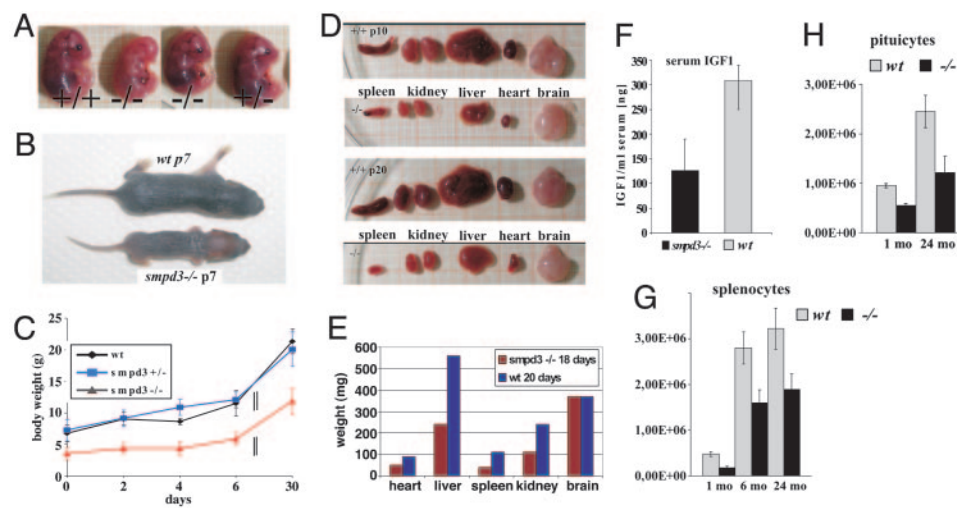 A
+/+ -/- -/- +/-
B
wt p7
smpd3-/- p7
C
body weight (g)
25
20
15
10
5
0
wt
smpd3+/-
smpd3-/-
0 2 4 6 30
days
D
+/+ p10
spleen kidney liver heart brain
-/-
+/+ p20
spleen kidney liver heart brain
-/-
E
weight (mg)
600
500
400
300
200
100
0
smpd3 -/- 18 days
wt 20 days
heart liver spleen kidney brain
F
serum IGF1
IGF1/ml serum [ng]
350
300
250
200
150
100
50
0
smpd3-/- wt
G
splenocytes
wt -/-
3,00E+06
2,00E+06
1,00E+06
0,00E+06
1 mo 6 mo 24 mo
H
pituicytes
wt -/-
3,00E+06
2,00E+06
1,00E+06
0,00E+06
1 mo 24 mo